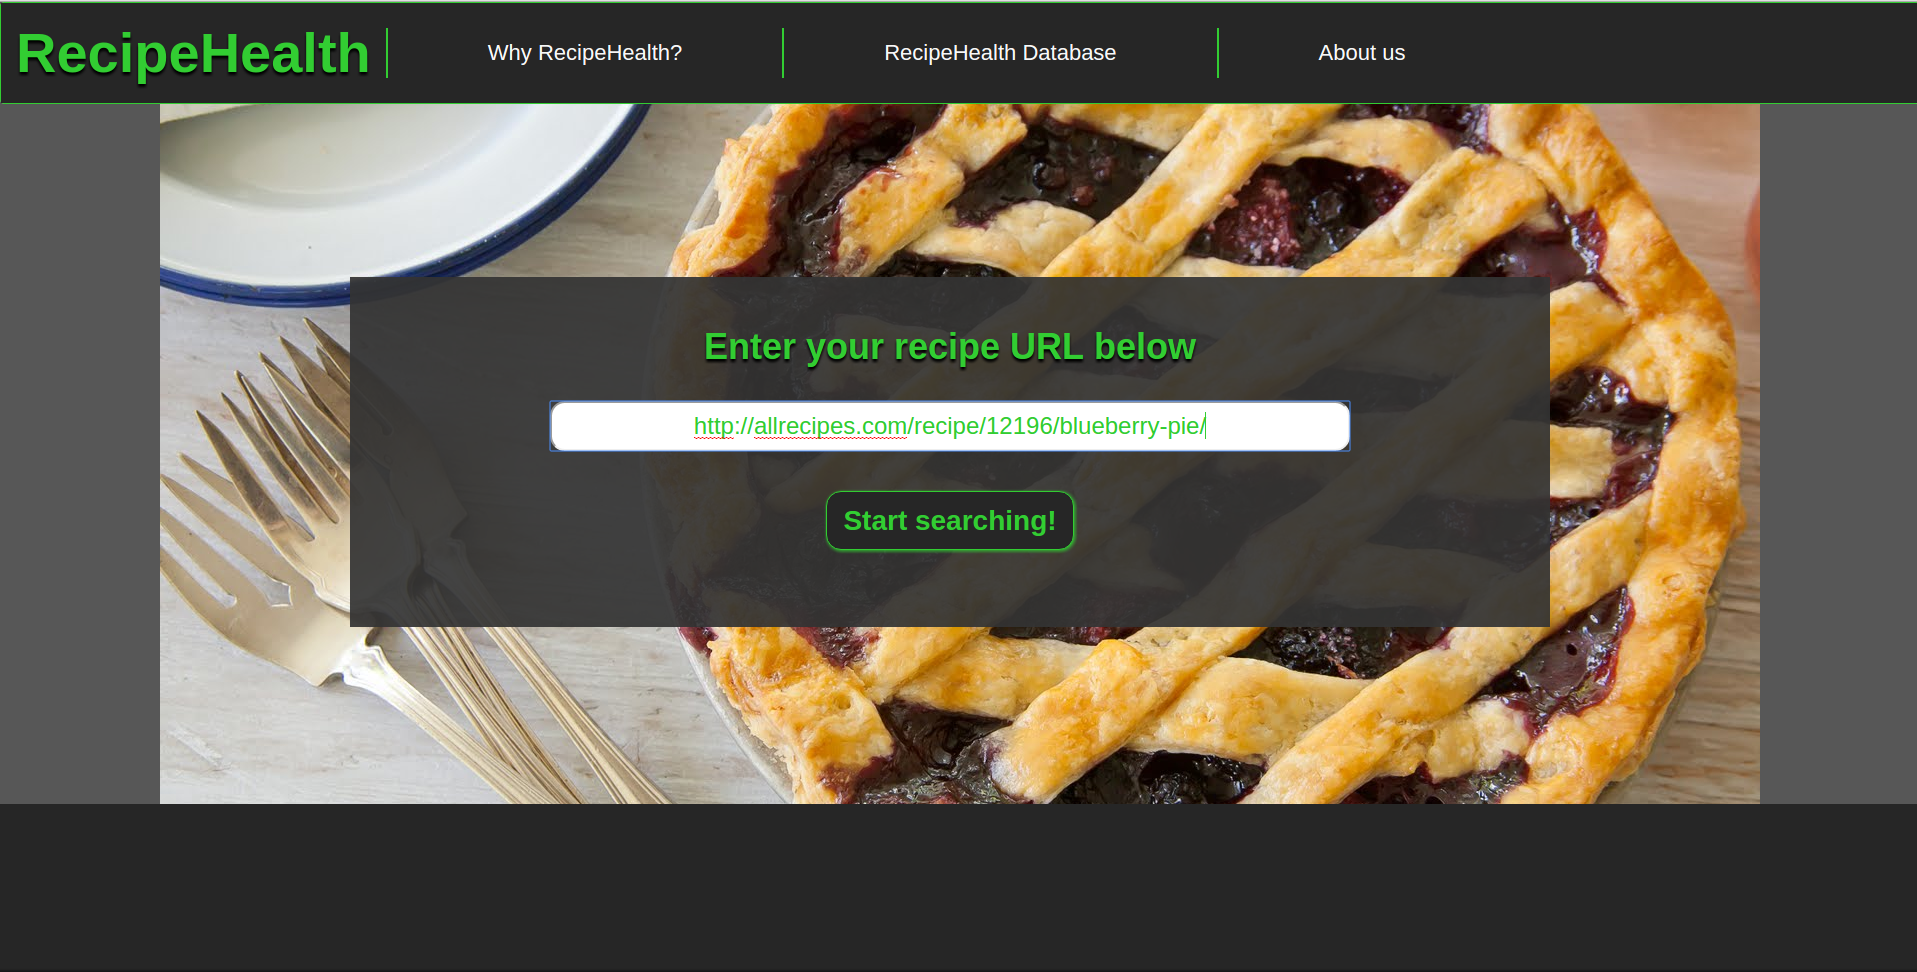 RecipeHealth
Why RecipeHealth?
RecipeHealth Database
About us
Enter your recipe URL below
http://allrecipes.com/recipe/12196/blueberry-pie/
Start searching!